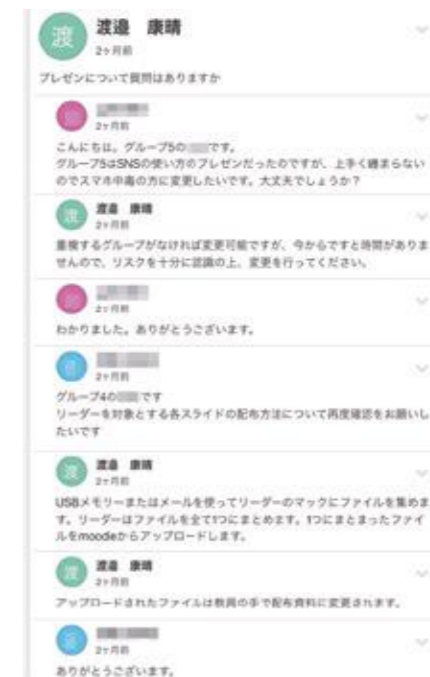 渡 渡邉 康晴
2ヶ月前
プレゼンについて質問はありますか
2ヶ月前
こんにちは。グループ5の です。
グループ5はSNSの使い方のプレゼンだったのですが、上手く纏まらない
のでスマホ中毒の方に変更したいです。大丈夫でしょうか?
渡 渡邉 康晴
2ヶ月前
重複するグループがなければ変更可能ですが、今からですと時間がありま
せんので、リスクを十分に認識の上、変更を行ってください。
2ヶ月前
わかりました。ありがとうございます。
2ヶ月前
グループ4の です
リーダーを対象とする各スライドの配布方法について再度確認をお願いし
たいです
渡 渡邉 康晴
2ヶ月前
USBメモリーまたはメールを使ってリーダーのマックにファイルを集めま
す。リーダーはファイルを全て1つにまとめます。1つにまとまったファイ
ルをmoodleからアップロードします。
渡 渡邉 康晴
2ヶ月前
アップロードされたファイルは教員の手で配布資料に変更されます。
2ヶ月前
ありがとうございます。